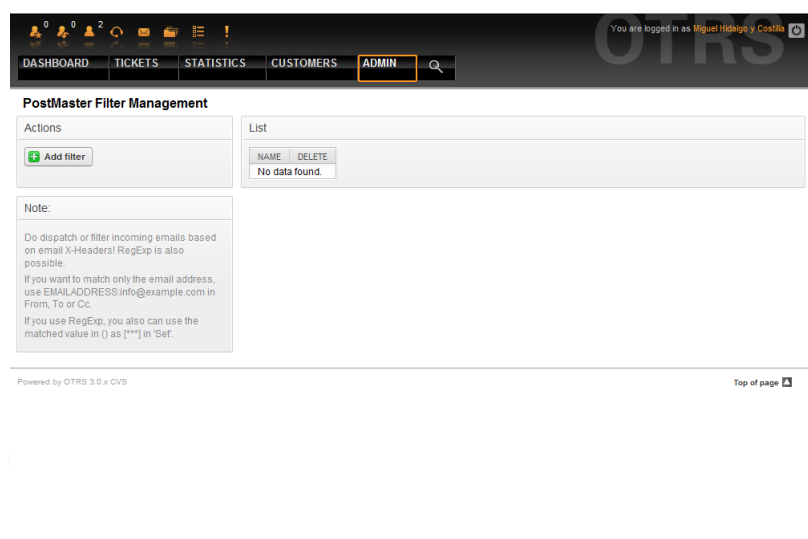 0 0 2
OTRS
You are logged in as Miguel Hidalgo y Costilla
DASHBOARD TICKETS STATISTICS CUSTOMERS ADMIN
PostMaster Filter Management
Actions
Add filter
List
NAME DELETE
No data found.
Note:
Do dispatch or filter incoming emails based
on email X-Headers! RegExp is also
possible.
If you want to match only the email address,
use EMAILADDRESS:info@example.com in
From, To or Cc.
If you use RegExp, you also can use the
matched value in () as [***] in 'Set'.
Powered by OTRS 3.0.x CVS
Top of page